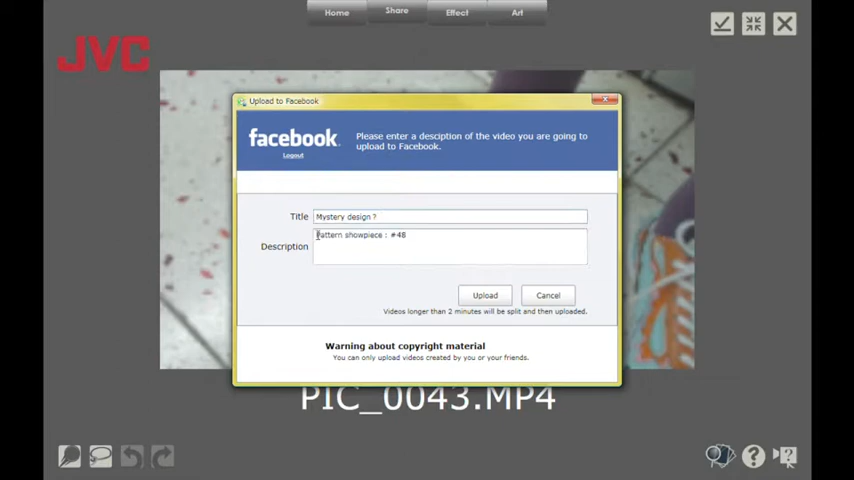 Home Share Effect Art
JVC
Upload to Facebook
facebook
Logout
Please enter a desciption of the video you are going to
upload to Facebook.
Title Mystery design ?
Description Pattern showpiece : #48
Upload Cancel
Videos longer than 2 minutes will be split and then uploaded.
Warning about copyright material
You can only upload videos created by you or your friends.
PIC_0043.MP4